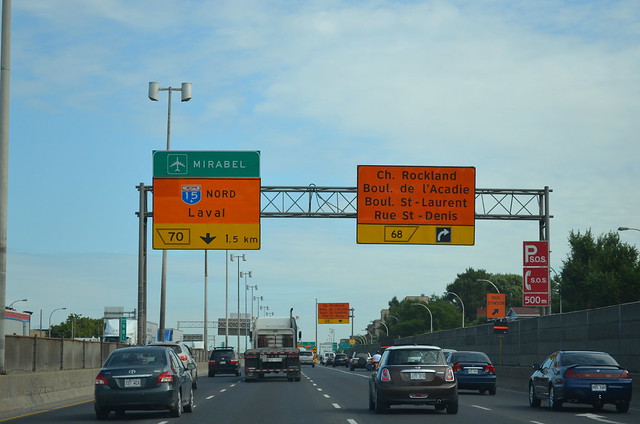 MIRABEL
15 NORD
Laval
70 1.5 km
Ch. Rockland
Boul. de l'Acadie
Boul. St-Laurent
Rue St-Denis
68
P S.O.S.
S.O.S.
500m